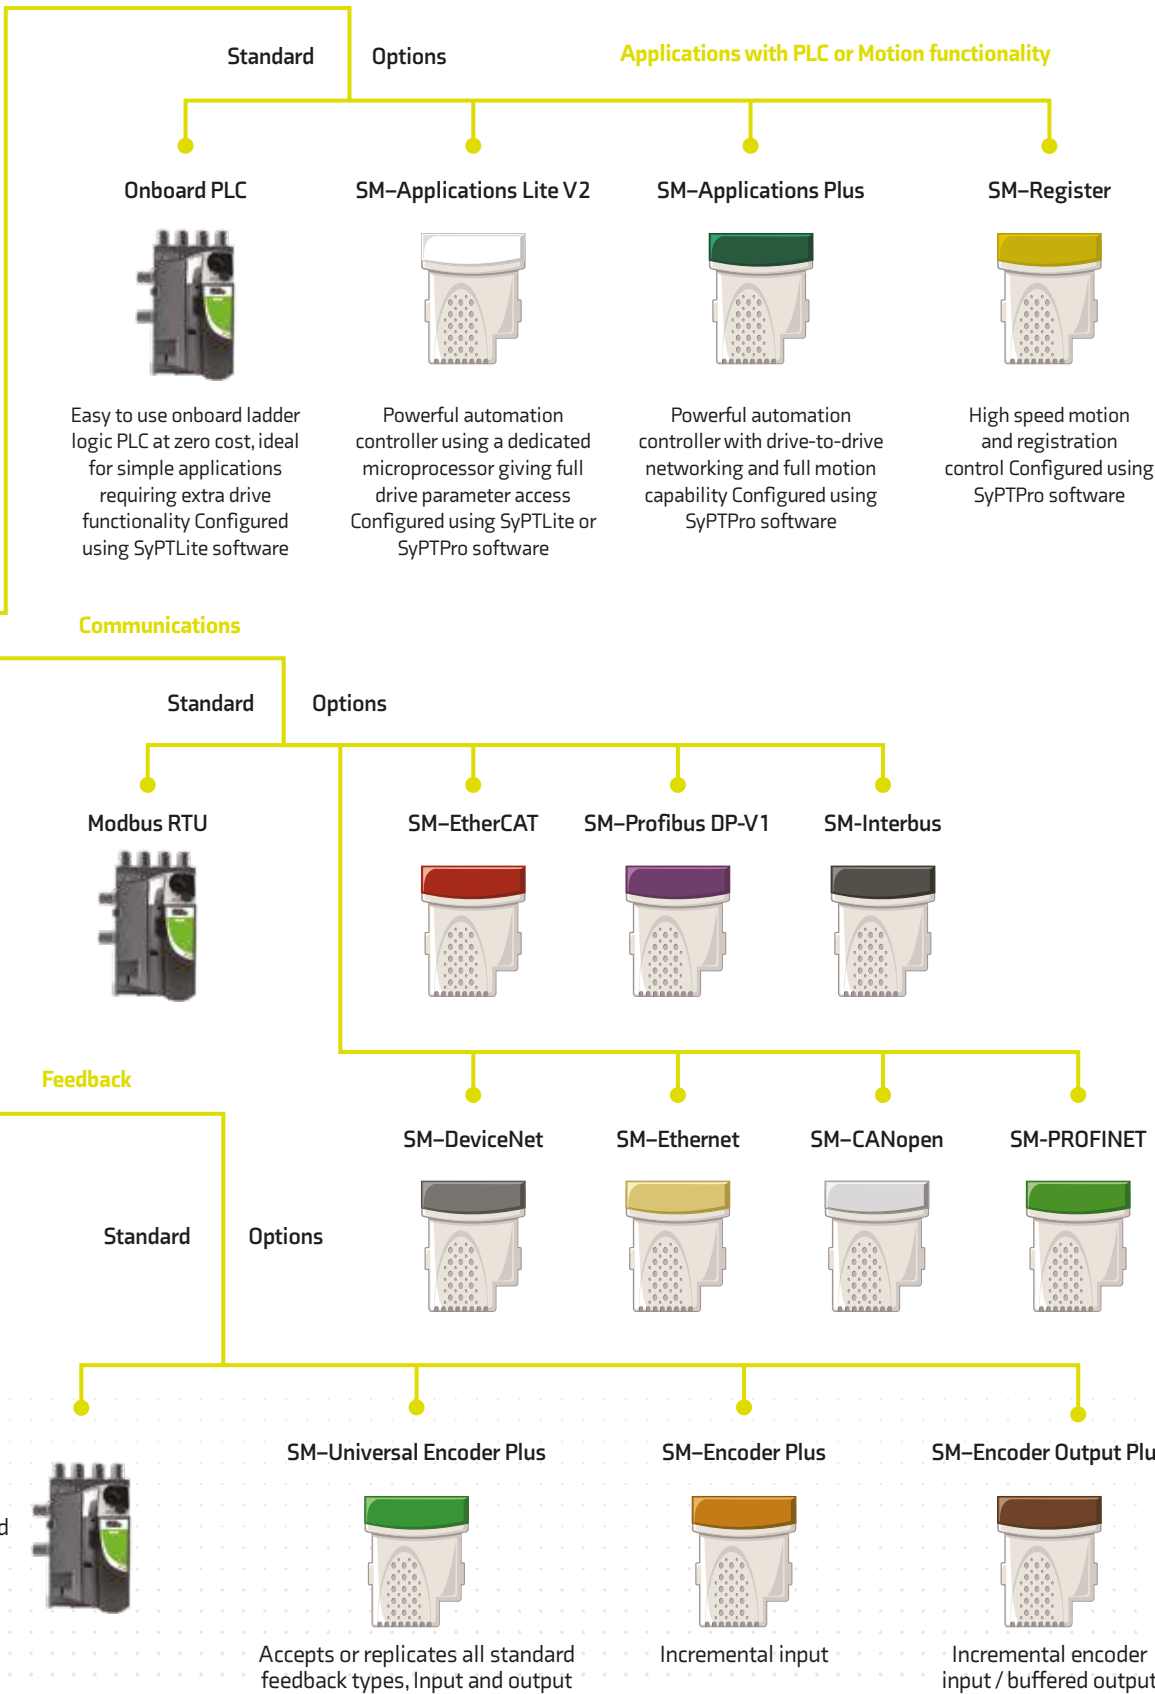 Standard
Options
Applications with PLC or Motion functionality
Onboard PLC
SM–Applications Lite V2
SM–Applications Plus
SM–Register
Easy to use onboard ladder
logic PLC at zero cost, ideal
for simple applications
requiring extra drive
functionality Configured
using SyPTLite software
Powerful automation
controller using a dedicated
microprocessor giving full
drive parameter access
Configured using SyPTLite or
SyPTPro software
Powerful automation
controller with drive-to-drive
networking and full motion
capability Configured using
SyPTPro software
High speed motion
and registration
control Configured using
SyPTPro software
Communications
Standard
Options
Modbus RTU
SM–EtherCAT
SM–Profibus DP-V1
SM-Interbus
Feedback
SM–DeviceNet
SM–Ethernet
SM–CANopen
SM-PROFINET
Standard
Options
SM–Universal Encoder Plus
SM–Encoder Plus
SM–Encoder Output Plu
d
Accepts or replicates all standard
feedback types, Input and output
Incremental input
Incremental encoder
input / buffered output